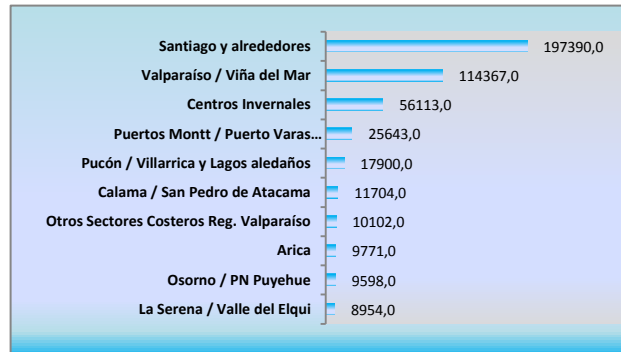 Santiago y alrededores 197390,0
Valparaíso / Viña del Mar 114367,0
Centros Invernales 56113,0
Puertos Montt / Puerto Varas... 25643,0
Pucón / Villarrica y Lagos aledaños 17900,0
Calama / San Pedro de Atacama 11704,0
Otros Sectores Costeros Reg. Valparaíso 10102,0
Arica 9771,0
Osorno / PN Puyehue 9598,0
La Serena / Valle del Elqui 8954,0